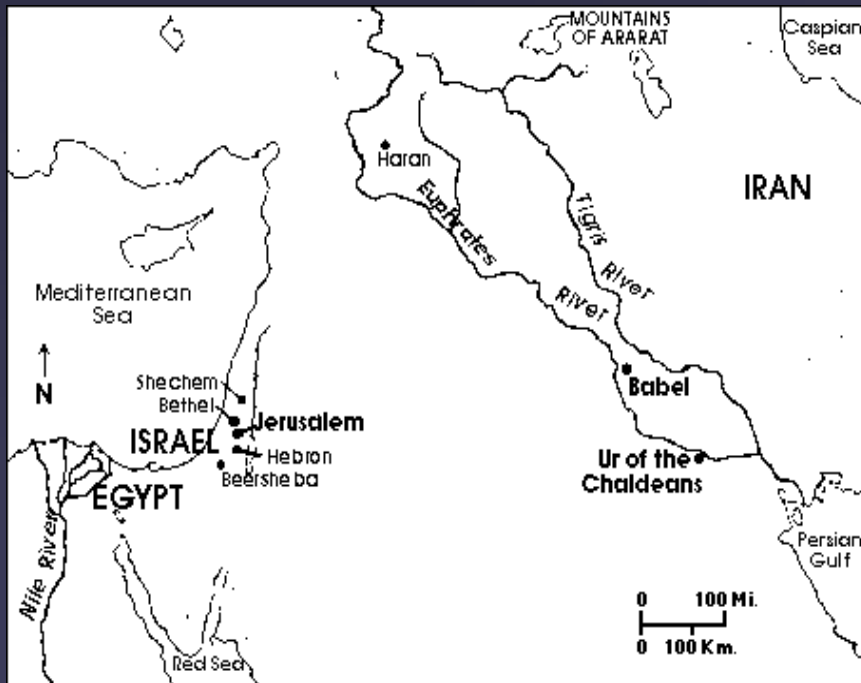 MOUNTAINS
OF ARARAT
Caspian
Sea
Haran
IRAN
Euphrates
River
Tigris
River
Mediterranean
Sea
N
Shechem
Bethel
Jerusalem
ISRAEL
Hebron
Beersheba
EGYPT
Nile River
Red Sea
Babel
Ur of the
Chaldeans
Persian
Gulf
0 100 Mi.
0 100 Km.